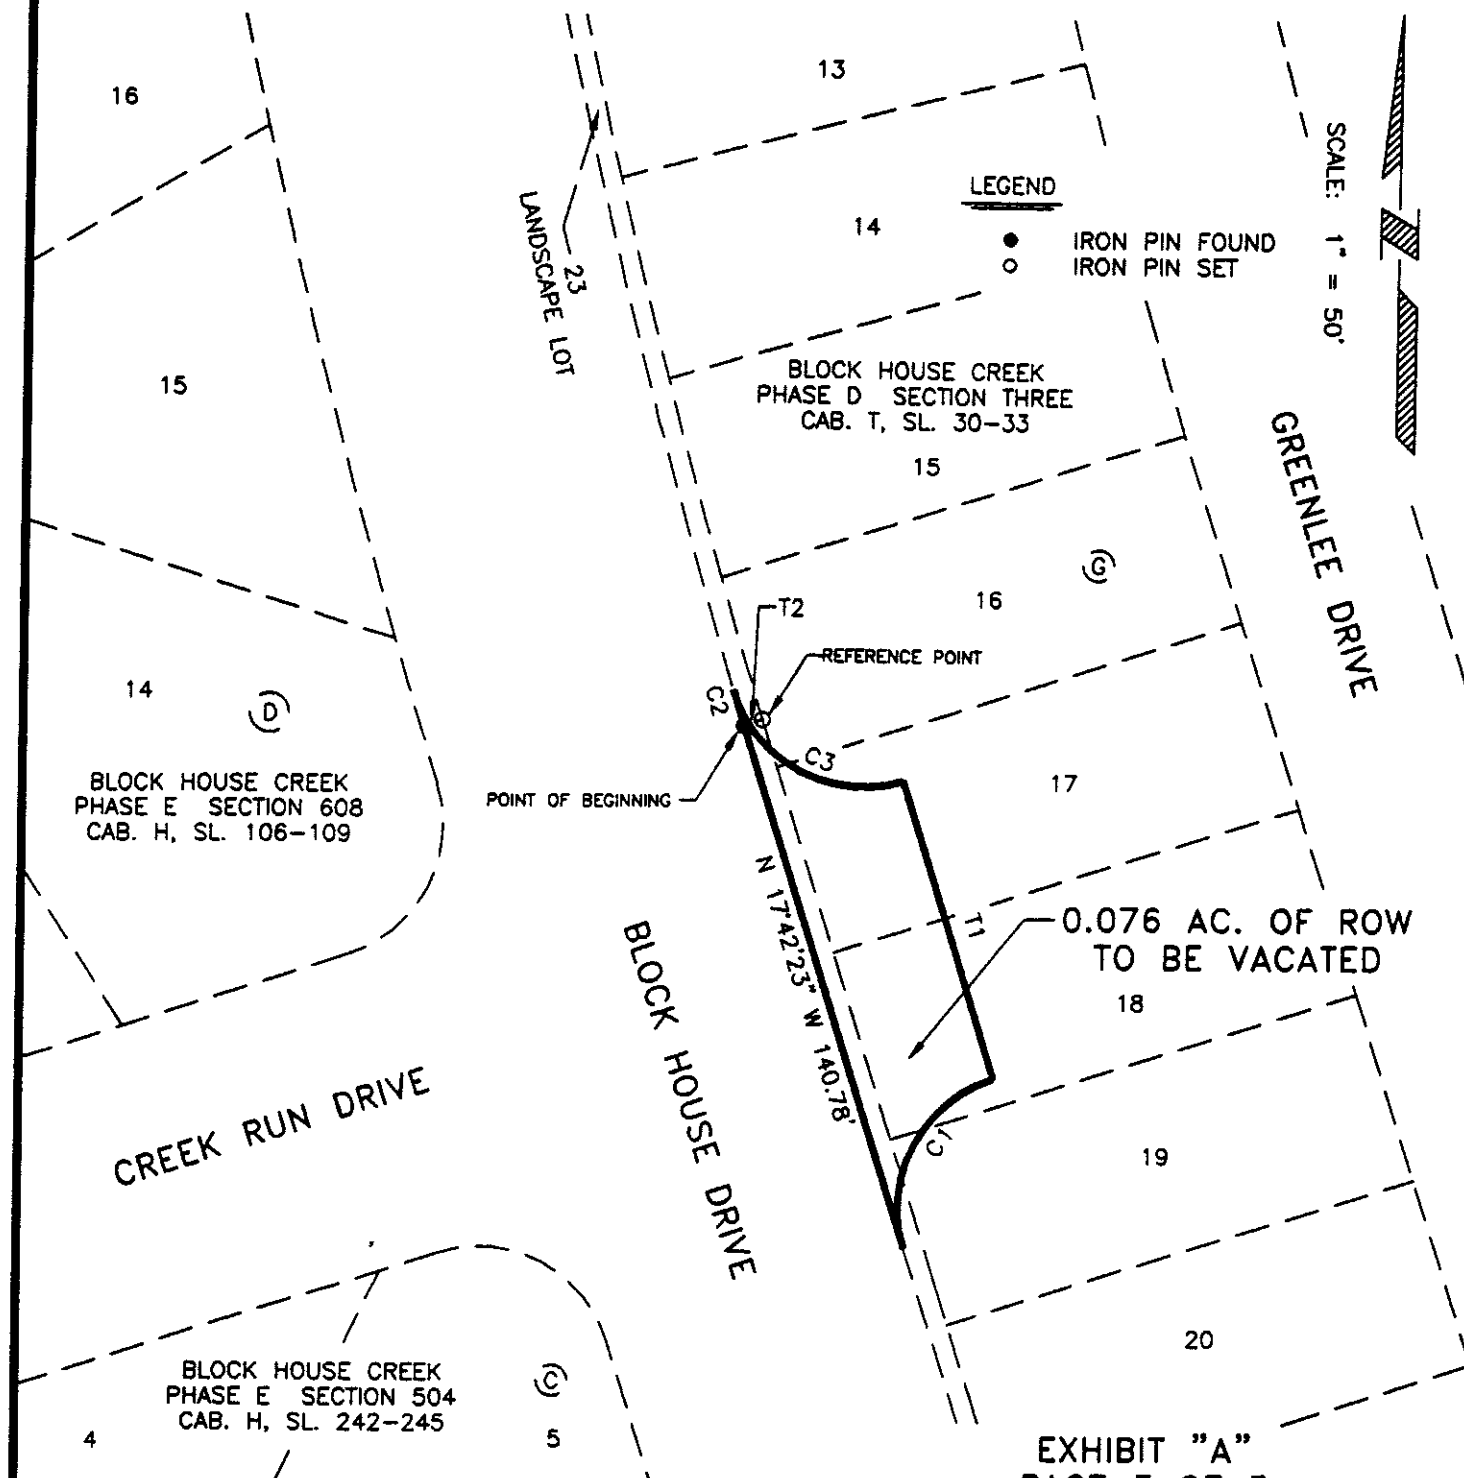 16
13
SCALE: 1" = 50'
LEGEND
IRON PIN FOUND
IRON PIN SET
14
23
LANDSCAPE LOT
15
BLOCK HOUSE CREEK
PHASE D SECTION THREE
CAB. T, SL. 30-33
15
GREENLEE DRIVE
G
16
T2
REFERENCE POINT
14
D
C2
C3
17
BLOCK HOUSE CREEK
PHASE E SECTION 608
CAB. H, SL. 106-109
POINT OF BEGINNING
N 17°42'23" W 140.78'
T1
0.076 AC. OF ROW
TO BE VACATED
18
BLOCK HOUSE DRIVE
CREEK RUN DRIVE
C1
19
20
BLOCK HOUSE CREEK
PHASE E SECTION 504
CAB. H, SL. 242-245
C
4
5
EXHIBIT "A"